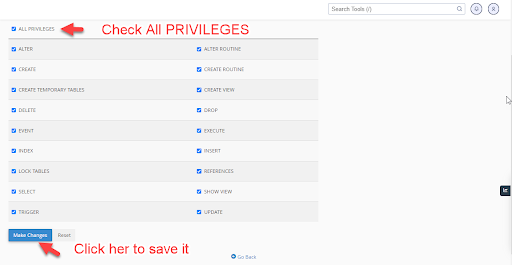 Search Tools (/)
ALL PRIVILEGES
Check All PRIVILEGES
ALTER
ALTER ROUTINE
CREATE
CREATE ROUTINE
CREATE TEMPORARY TABLES
CREATE VIEW
DELETE
DROP
EVENT
EXECUTE
INDEX
INSERT
LOCK TABLES
REFERENCES
SELECT
SHOW VIEW
TRIGGER
UPDATE
Make Changes
Reset
Click her to save it
Go Back